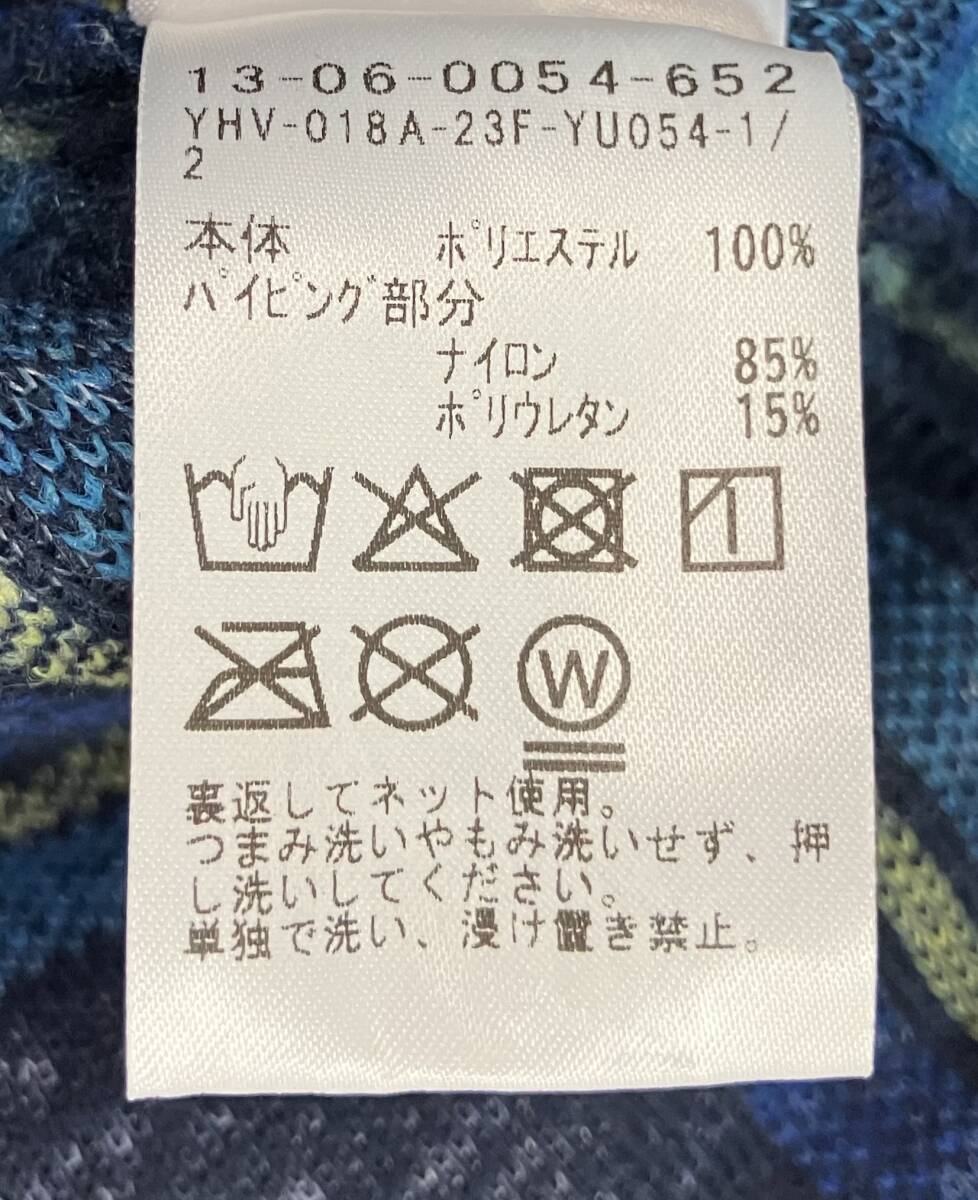 13-06-0054-652
YHV-018A-23F-YU054-1/
2
本体 ポリエステル 100%
パイピング部分
ナイロン 85%
ポリウレタン 15%
W
裏返してネット使用。
つまみ洗いやもみ洗いせず、押
し洗いしてください。
単独で洗い、浸け置き禁止。